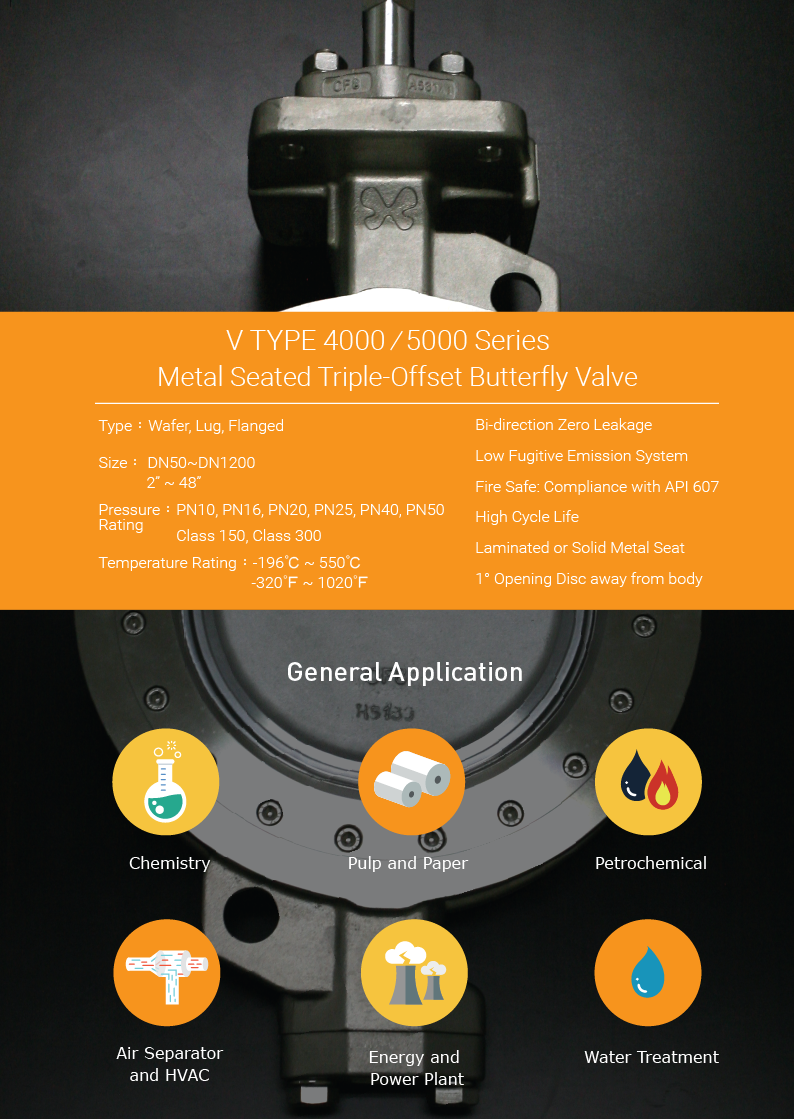 CF8
V TYPE 4000 ⁄ 5000 Series
Metal Seated Triple-Offset Butterfly Valve
Type：Wafer, Lug, Flanged
Size： DN50~DN1200
2” ~ 48”
Pressure：PN10, PN16, PN20, PN25, PN40, PN50
Rating
Class 150, Class 300
Temperature Rating：-196℃ ~ 550℃
-320℉ ~ 1020℉
Bi-direction Zero Leakage
Low Fugitive Emission System
Fire Safe: Compliance with API 607
High Cycle Life
Laminated or Solid Metal Seat
1° Opening Disc away from body
General Application
Chemistry
Pulp and Paper
Petrochemical
Air Separator
and HVAC
Energy and
Power Plant
Water Treatment